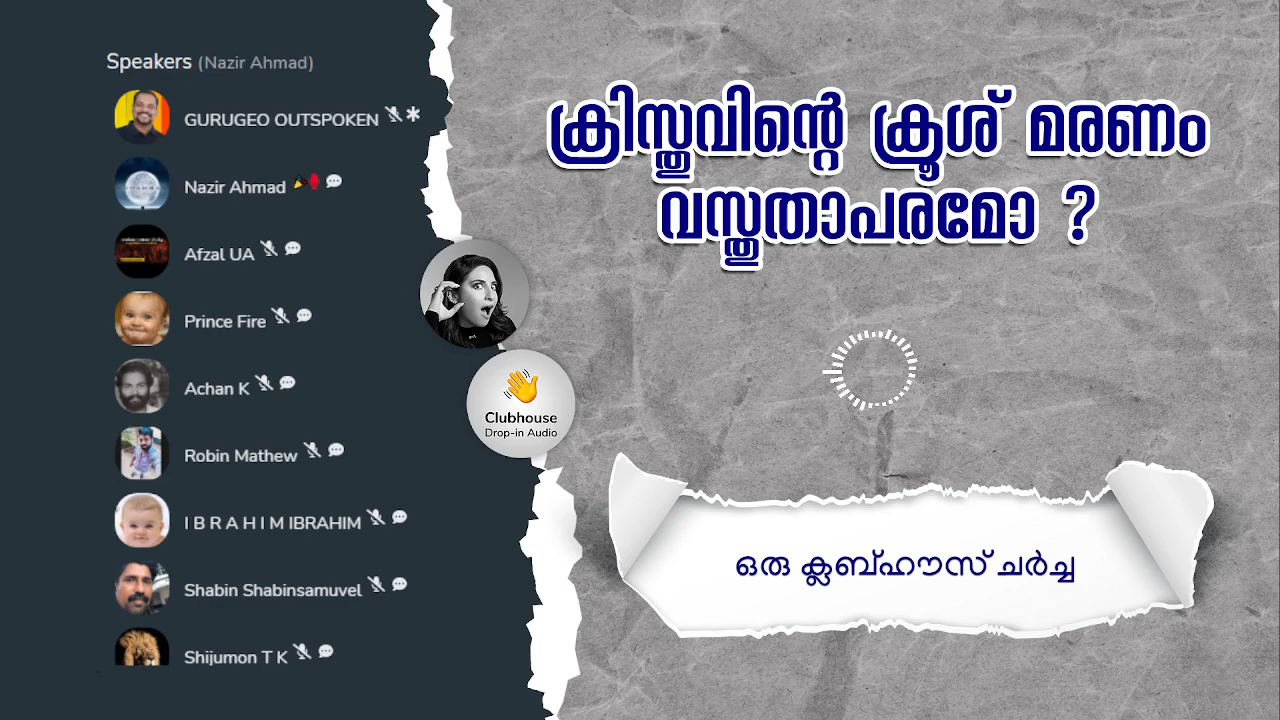 Speakers (Nazir Ahmad)
GURUGEO OUTSPOKEN
Nazir Ahmad
Afzal UA
Prince Fire
Achan K
Robin Mathew
I B R A H I M IBRAHIM
Shabin Shabinsamuvel
Shijumon T K
ക്രിസ്തുവിന്റെ ക്രൂശ് മരണം
വസ്തുതാപരമോ ?
Clubhouse
Drop-in Audio
ഒരു ക്ലബ്ഹൗസ് ചർച്ച